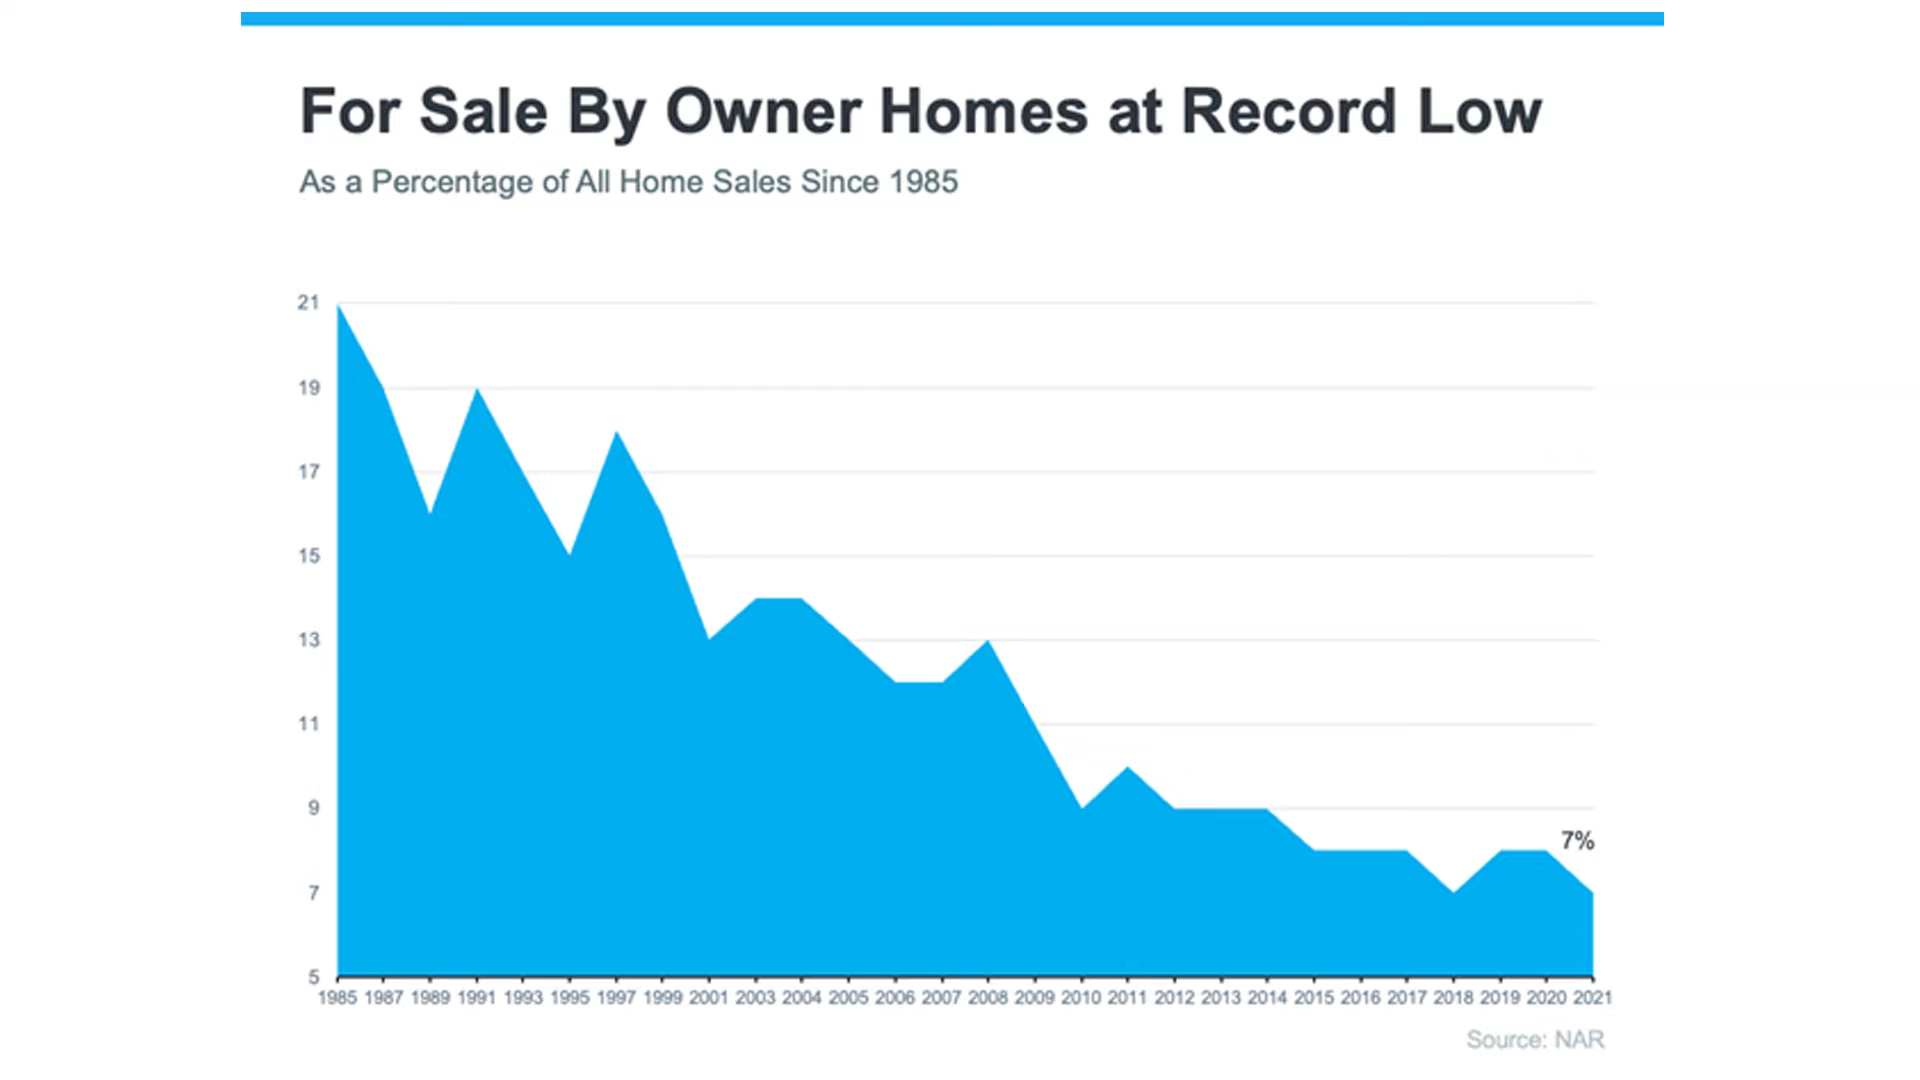 For Sale By Owner Homes at Record Low
As a Percentage of All Home Sales Since 1985
21
19
17
15
13
11
9
7%
7
5
1985 1987 1989 1991 1993 1995 1997 1999 2001 2003 2004 2005 2006 2007 2008 2009 2010 2011 2012 2013 2014 2015 2016 2017 2018 2019 2020 2021
Source: NAR